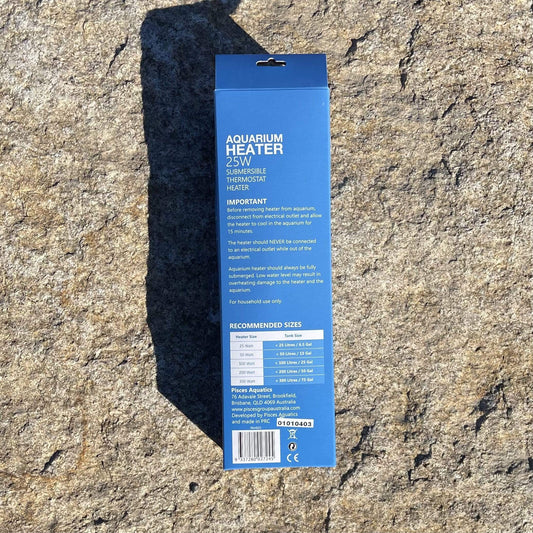 AQUARIUM
HEATER
25W
SUBMERSIBLE
THERMOSTAT
HEATER
IMPORTANT
Before removing heater from aquarium,
disconnect from electrical outlet and allow
the heater to cool in the aquarium for
15 minutes.
The heater should NEVER be connected
to an electrical outlet while out of the
aquarium.
Aquarium heater should always be fully
submerged. Low water level may result in
overheating damage to the heater and the
aquarium.
For household use only
RECOMMENDED SIZES
Heater Size Tank Size
25 Watt < 25 Litres / 6.5 Gal
50 Watt < 50 Litres / 13 Gal
100 Watt < 100 Litres / 25 Gal
200 Watt < 200 Litres / 50 Gal
300 Watt < 300 Litres / 75 Gal
Pisces Aquatics
76 Adavale Street, Brookfield,
Brisbane, QLD 4069 Australia
www.piscesgroupaustralia.com
Developed by Pisces Aquatics
and made in PRC
01010403
CE